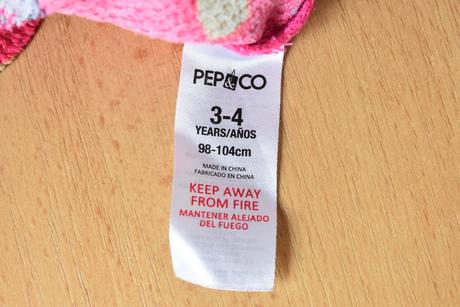 PEP&CO
3-4
YEARS/AÑOS
98-104cm
MADE IN CHINA
FABRICADO EN CHINA
KEEP AWAY
FROM FIRE
MANTENER ALEJADO
DEL FUEGO